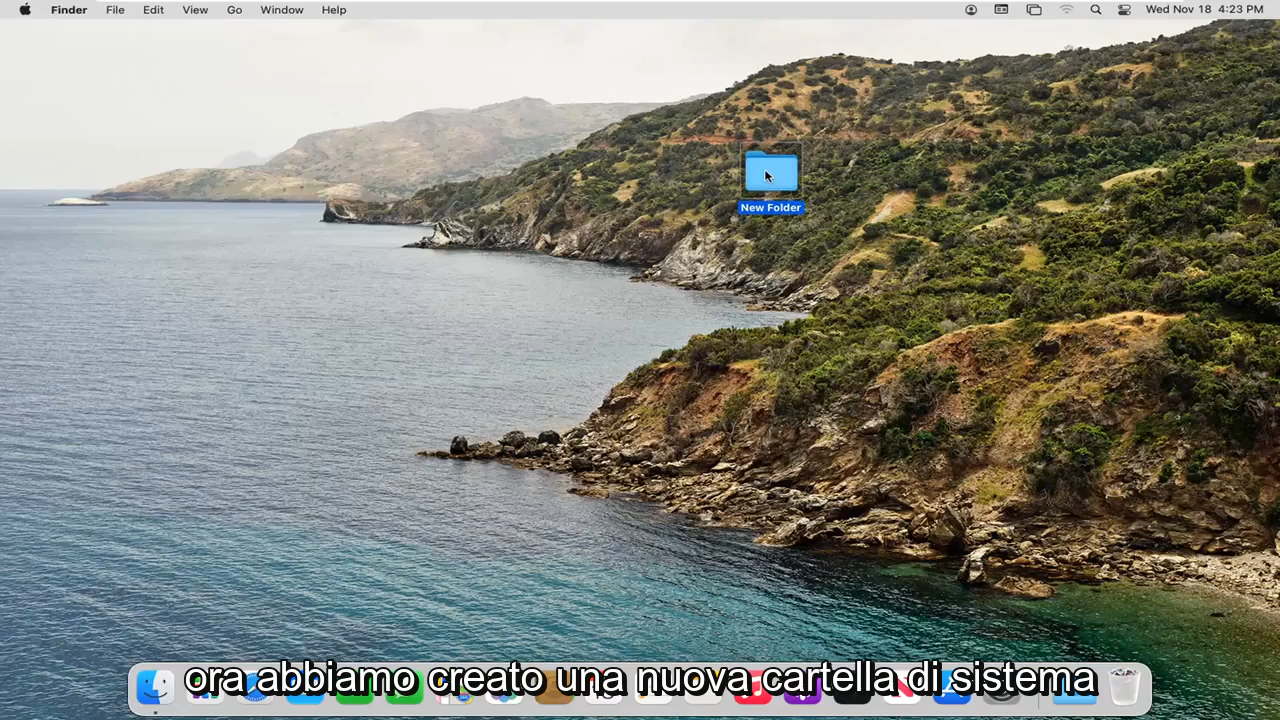 Finder File Edit View Go Window Help Wed Nov 18 4:23 PM
New Folder
ora abbiamo creato una nuova cartella di sistema